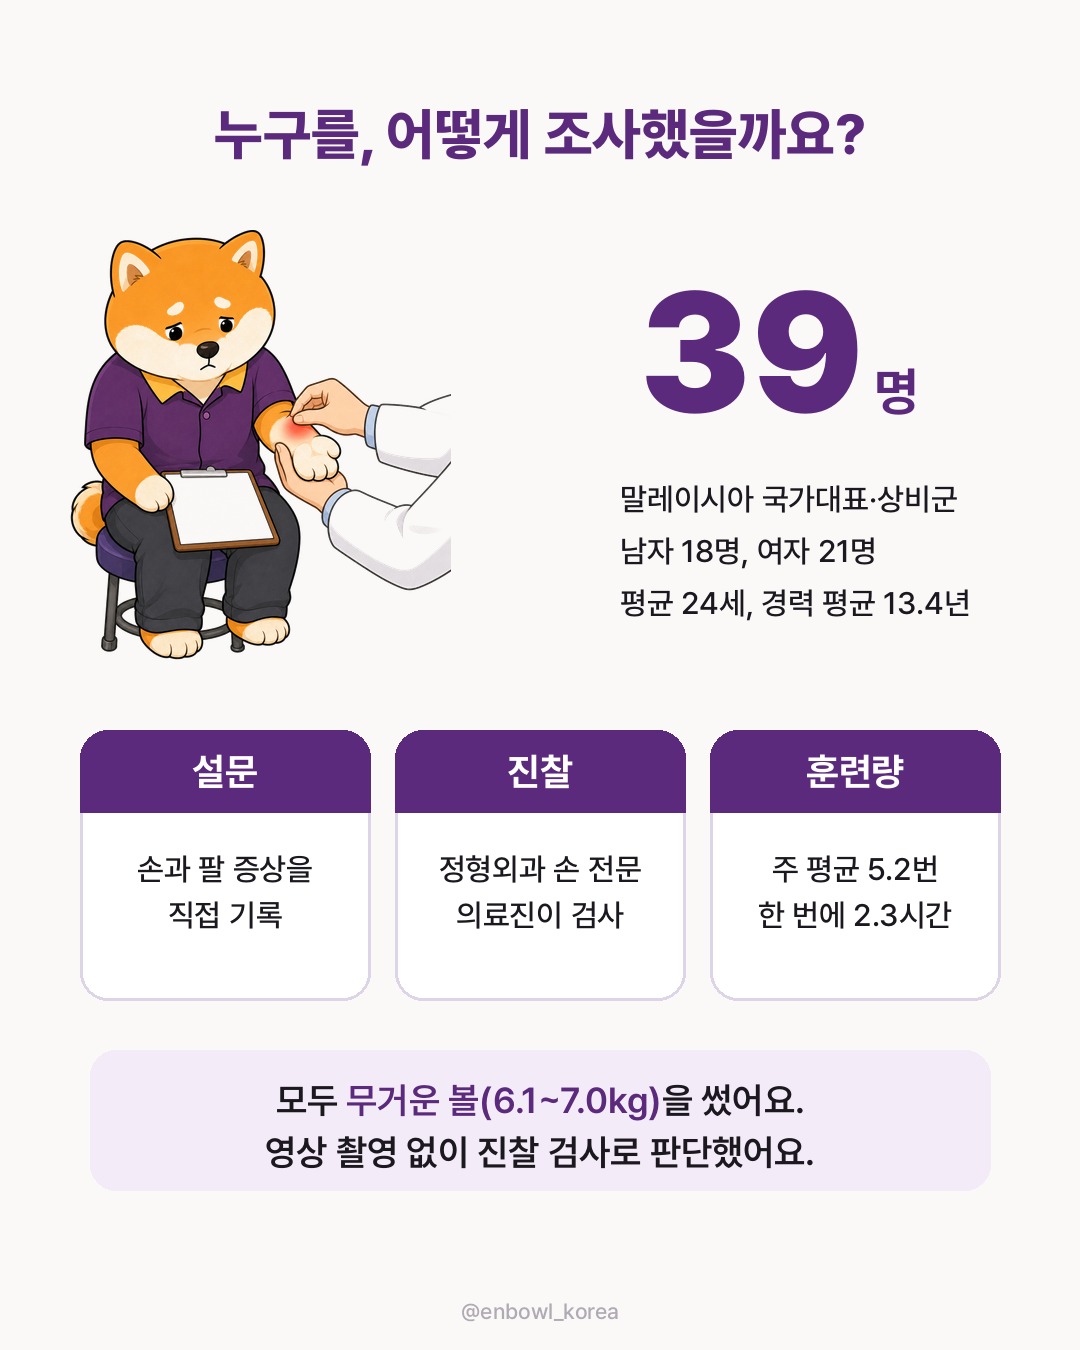 누구를, 어떻게 조사했을까요?
39 명
말레이시아 국가대표·상비군
남자 18명, 여자 21명
평균 24세, 경력 평균 13.4년
설문
손과 팔 증상을
직접 기록
진찰
정형외과 손 전문
의료진이 검사
훈련량
주 평균 5.2번
한 번에 2.3시간
모두 무거운 볼(6.1~7.0kg)을 썼어요.
영상 촬영 없이 진찰 검사로 판단했어요.
@enbowl_korea